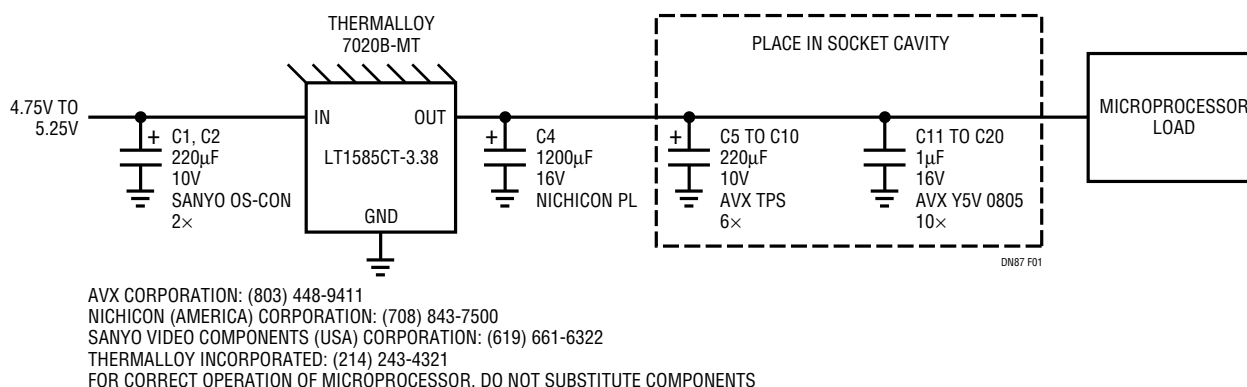 THERMALLOY
7020B-MT
PLACE IN SOCKET CAVITY
4.75V TO
5.25V
IN
OUT
LT1585CT-3.38
GND
+
C1, C2
220µF
10V
SANYO OS-CON
2×
+
C4
1200µF
16V
NICHICON PL
+
C5 TO C10
220µF
10V
AVX TPS
6×
C11 TO C20
1µF
16V
AVX Y5V 0805
10×
MICROPROCESSOR
LOAD
DN87 F01
AVX CORPORATION: (803) 448-9411
NICHICON (AMERICA) CORPORATION: (708) 843-7500
SANYO VIDEO COMPONENTS (USA) CORPORATION: (619) 661-6322
THERMALLOY INCORPORATED: (214) 243-4321
FOR CORRECT OPERATION OF MICROPROCESSOR, DO NOT SUBSTITUTE COMPONENTS